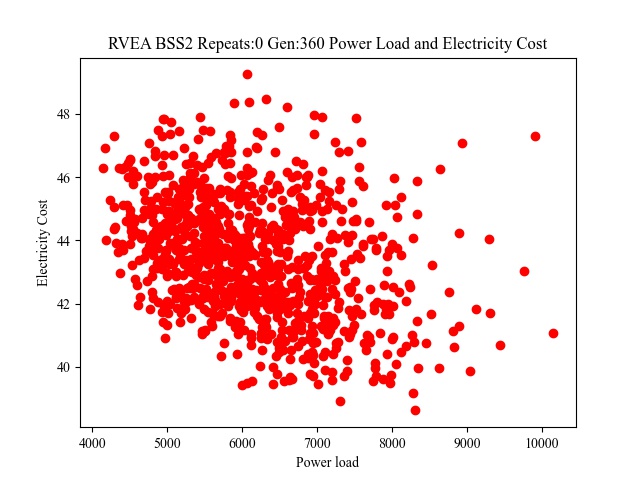 RVEA BSS2 Repeats:0 Gen:360 Power Load and Electricity Cost
48
46
44
42
40
Electricity Cost
4000 5000 6000 7000 8000 9000 10000
Power load